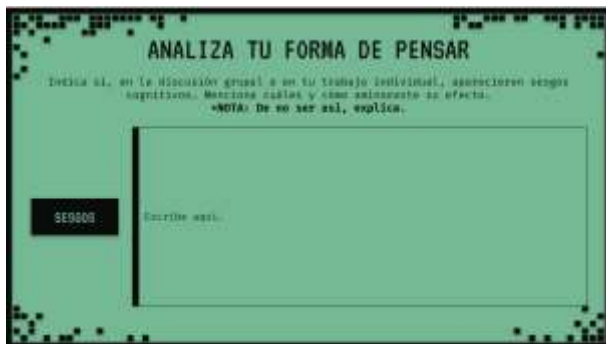 ANALIZA TU FORMA DE PENSAR
Indica si, en la discusión grupal o en tu trabajo individual, aparecieron sesgos
cognitivos. Menciona cuáles y cómo aminoraste su efecto.
*NOTA: De no ser así, explica.
SESGOS
Escribe aquí.